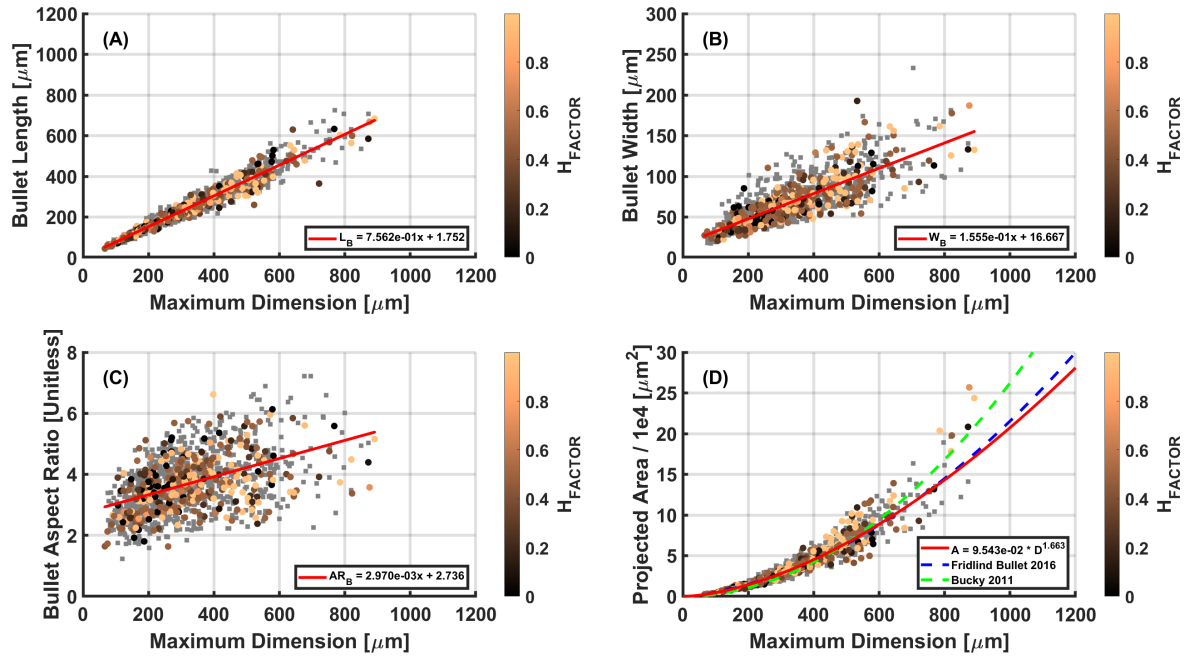 (A)
Bullet Length [μm]
1200
1000
800
600
400
200
0
0 200 400 600 800 1000 1200
Maximum Dimension [μm]
L_B = 7.562e-01x + 1.752
0.8
0.6
0.4
0.2
0
H_FACTOR
(B)
Bullet Width [μm]
300
250
200
150
100
50
0
0 200 400 600 800 1000 1200
Maximum Dimension [μm]
W_B = 1.555e-01x + 16.667
0.8
0.6
0.4
0.2
0
H_FACTOR
(C)
Bullet Aspect Ratio [Unitless]
8
6
4
2
0
0 200 400 600 800 1000 1200
Maximum Dimension [μm]
AR_B = 2.970e-03x + 2.736
0.8
0.6
0.4
0.2
0
H_FACTOR
(D)
Projected Area / 1e4 [μm²]
30
25
20
15
10
5
0
0 200 400 600 800 1000 1200
Maximum Dimension [μm]
A = 9.543e-02 * D^1.663
Fridlind Bullet 2016
Bucky 2011
0.8
0.6
0.4
0.2
0
H_FACTOR